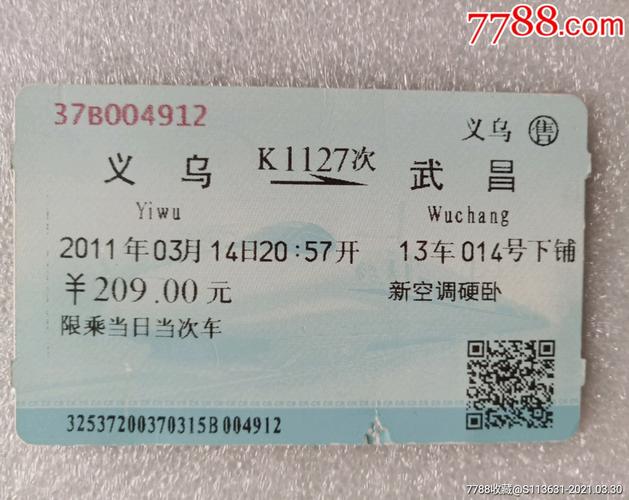 7788.com
37B004912
义乌 售
义乌 K1127次 武昌
Yiwu Wuchang
2011年03月14日20:57开 13车014号下铺
¥209.00元 新空调硬卧
限乘当日当次车
32537200370315B004912
7788收藏@S113631-2021.03.30